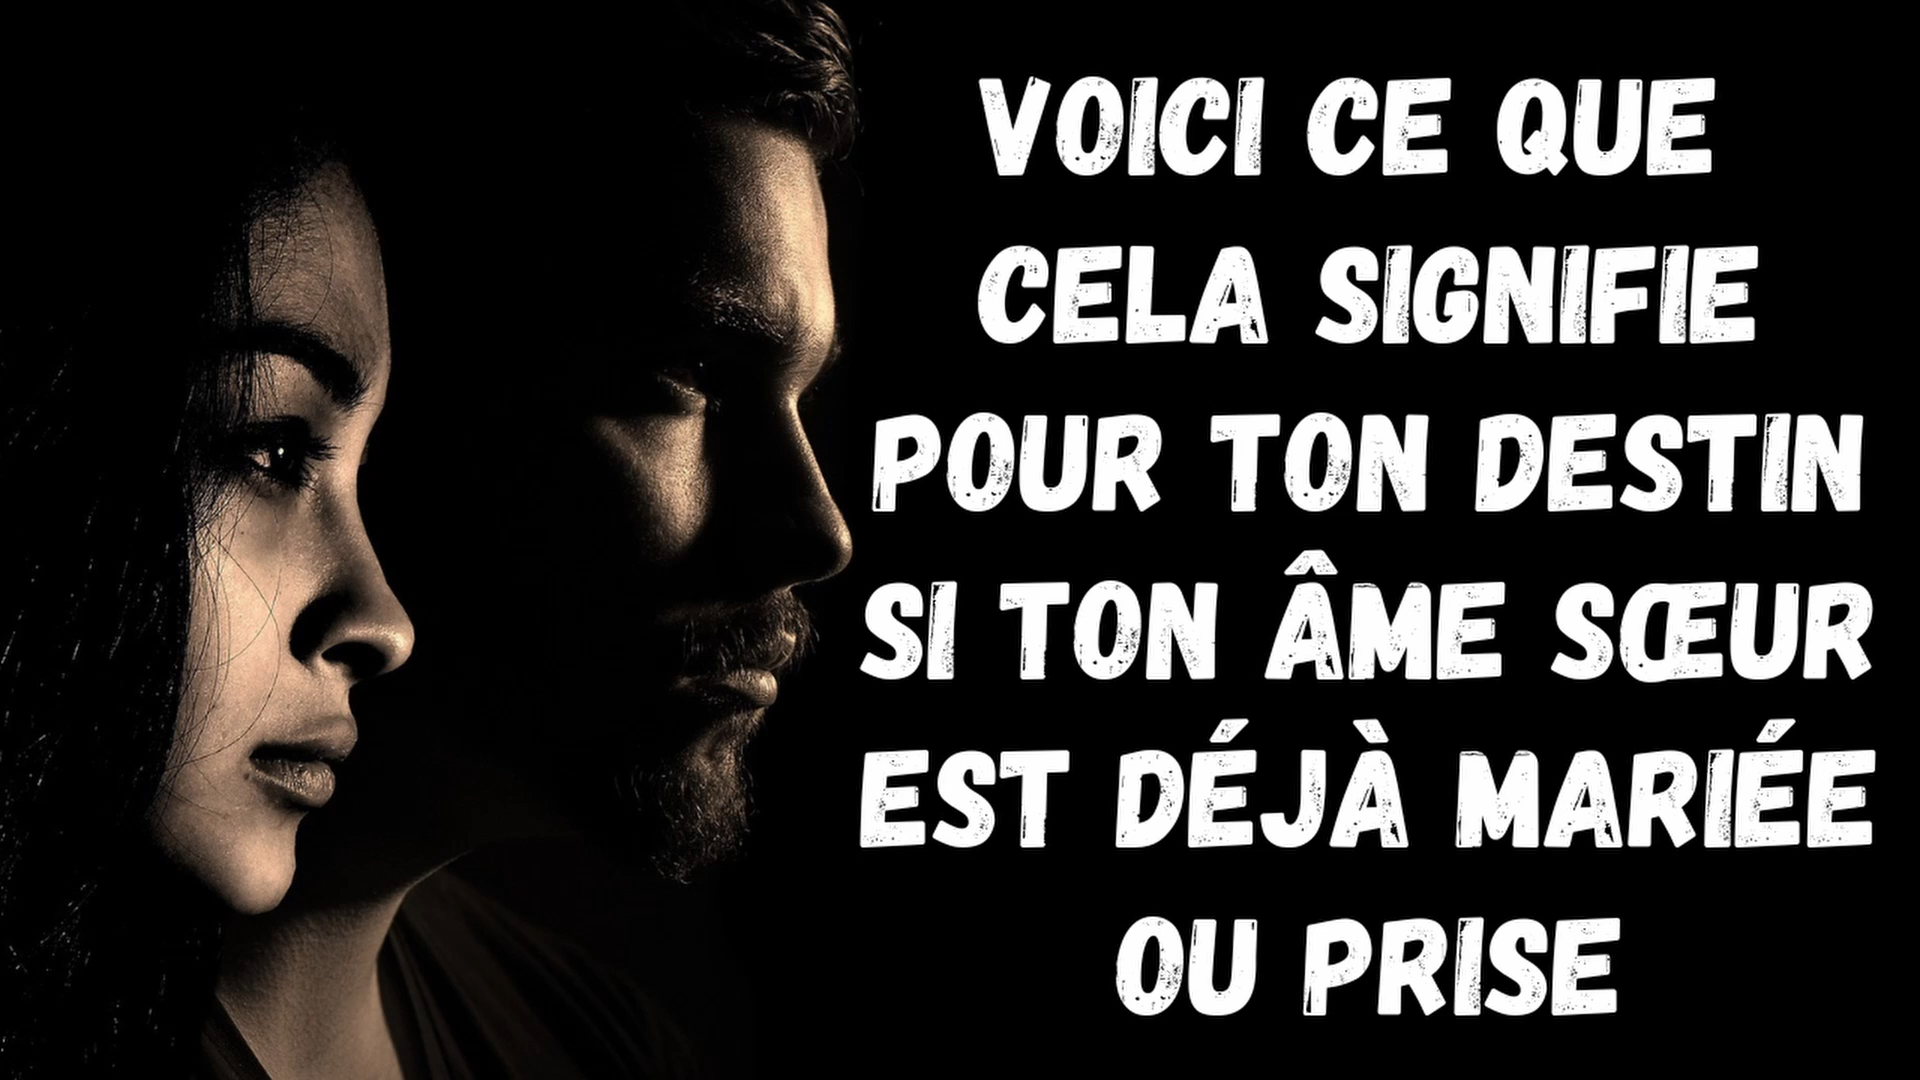 VOICI CE QUE
CELA SIGNIFIE
POUR TON DESTIN
SI TON ÂME SŒUR
EST DÉJÀ MARIÉE
OU PRISE